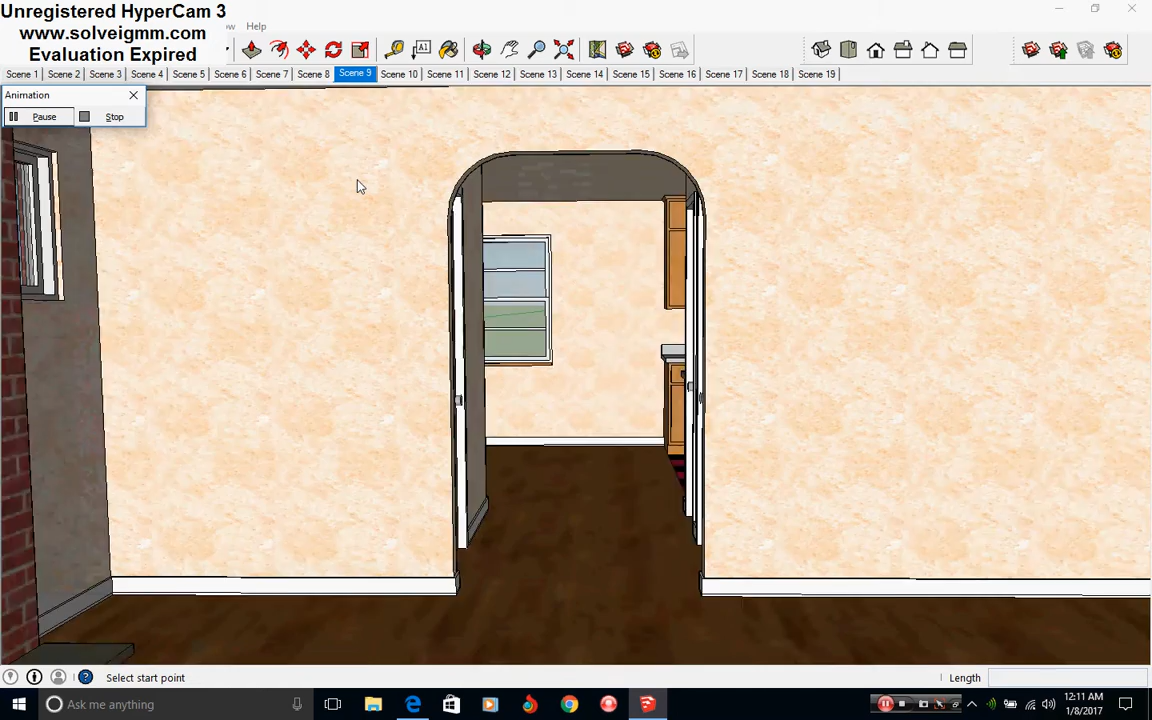 Unregistered HyperCam 3
www.solveigmm.com
Evaluation Expired
Help
A1
Scene 1 Scene 2 Scene 3 Scene 4 Scene 5 Scene 6 Scene 7 Scene 8 Scene 9 Scene 10 Scene 11 Scene 12 Scene 13 Scene 14 Scene 15 Scene 16 Scene 17 Scene 18 Scene 19
Animation
Pause Stop
Select start point
Length
Ask me anything
12:11 AM
1/8/2017